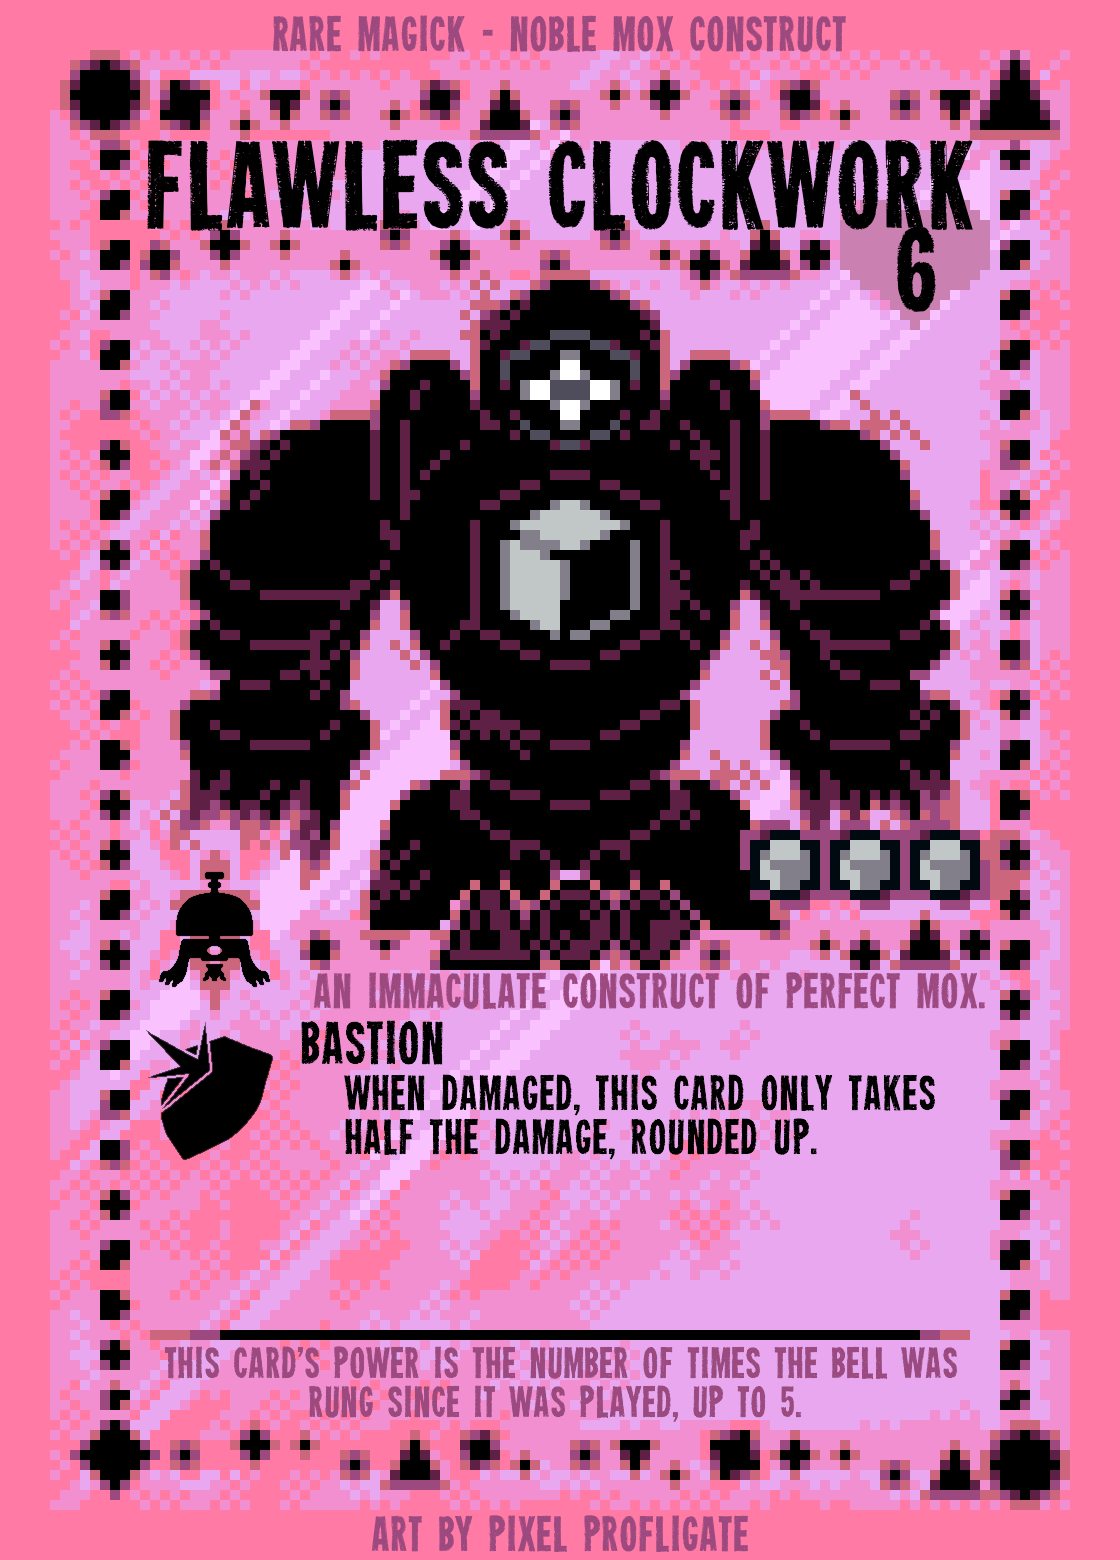 RARE MAGICK - NOBLE MOX CONSTRUCT
FLAWLESS CLOCKWORK
6
AN IMMACULATE CONSTRUCT OF PERFECT MOX.
BASTION
WHEN DAMAGED, THIS CARD ONLY TAKES
HALF THE DAMAGE, ROUNDED UP.
THIS CARD'S POWER IS THE NUMBER OF TIMES THE BELL WAS
RUNG SINCE IT WAS PLAYED, UP TO 5.
ART BY PIXEL PROFLIGATE